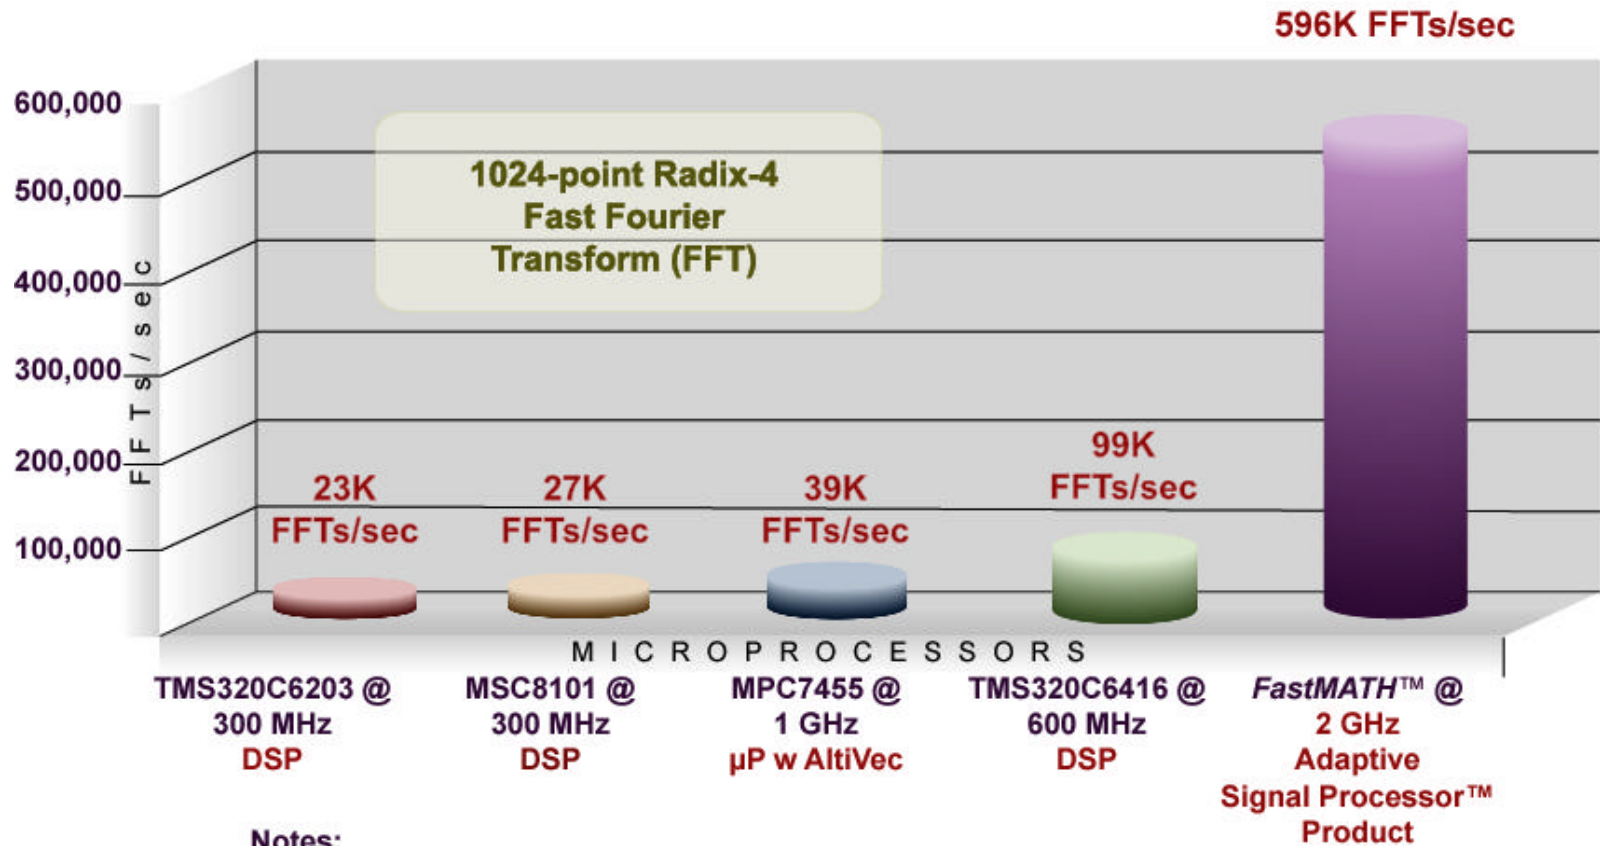 596K FFTs/sec
600,000
500,000
400,000
300,000
200,000
100,000
FFTs/sec
1024-point Radix-4
Fast Fourier
Transform (FFT)
23K
FFTs/sec
27K
FFTs/sec
39K
FFTs/sec
99K
FFTs/sec
MICROPROCESSORS
TMS320C6203 @
300 MHz
DSP
MSC8101 @
300 MHz
DSP
MPC7455 @
1 GHz
µP w AltiVec
TMS320C6416 @
600 MHz
DSP
FastMATH™ @
2 GHz
Adaptive
Signal Processor™
Product
Notes: